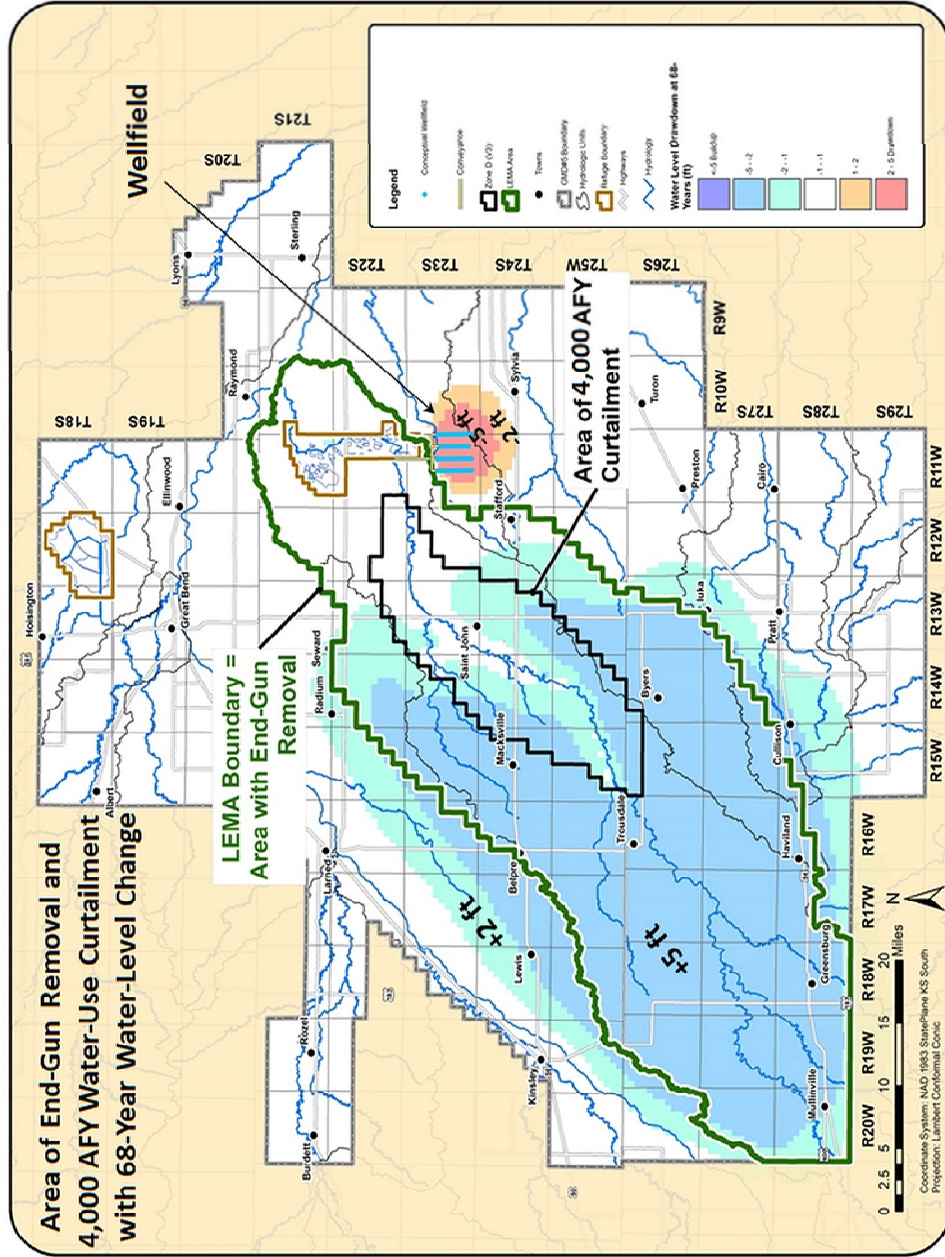 Area of End-Gun Removal and
4,000 AFY Water-Use Curtailment
with 68-Year Water-Level Change
Wellfield
LEMA Boundary =
Area with End-Gun
Removal
Area of 4,000 AFY
Curtailment
Legend
Conceptual Wellfield
Conveyance
Zone D (V3)
LEMA Area
Towns
GMD#5 Boundary
Hydrologic Units
Refuge Boundary
Highways
Hydrology
Water Level Drawdown at 68-
Years (ft)
<-5 Buildup
-5 - -2
-2 - -1
-1 - 1
1 - 2
2 - 5 Drawdown
Hoisington
Albert
Great Bend
Ellinwood
Raymond
Lyons
Sterling
Burdett
Rozel
Larned
Radium
Seward
Kinsley
Lewis
Belpre
Macksville
Saint John
Stafford
Sylvia
Trousdale
Byers
Turon
Preston
Iuka
Cairo
Pratt
Cullison
Haviland
Greensburg
Mullinville
+2 ft
+5 ft
-5 ft
-2 ft
T18S
T19S
T20S
T21S
T22S
T23S
T24S
T25W
T26S
T27S
T28S
T29S
R20W
R19W
R18W
R17W
R16W
R15W
R14W
R13W
R12W
R11W
R10W
R9W
0 2.5 5 10 15 20
Miles
N
Coordinate System: NAD 1983 StatePlane KS South
Projection: Lambert Conformal Conic